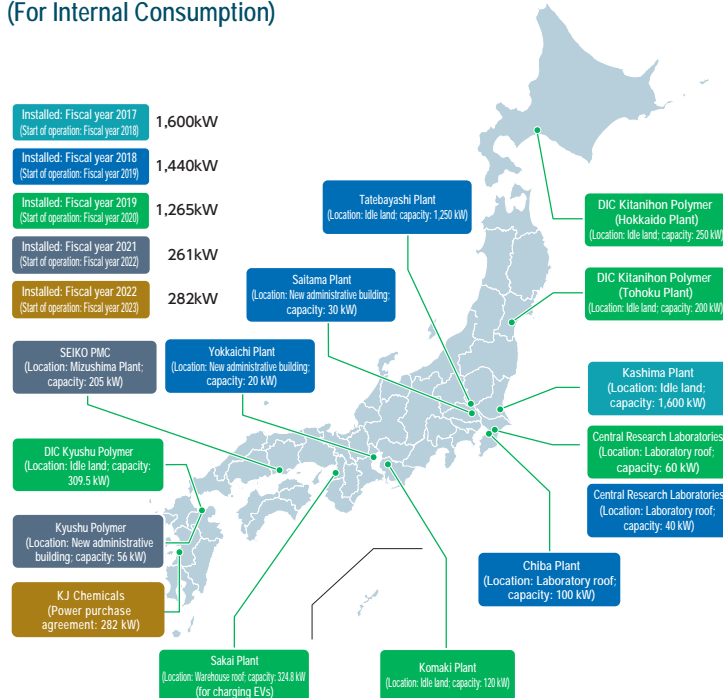 (For Internal Consumption)
Installed: Fiscal year 2017
(Start of operation: Fiscal year 2018)
1,600kW
Installed: Fiscal year 2018
(Start of operation: Fiscal year 2019)
1,440kW
Installed: Fiscal year 2019
(Start of operation: Fiscal year 2020)
1,265kW
Installed: Fiscal year 2021
(Start of operation: Fiscal year 2022)
261kW
Installed: Fiscal year 2022
(Start of operation: Fiscal year 2023)
282kW
Tatebayashi Plant
(Location: Idle land; capacity: 1,250 kW)
DIC Kitanihon Polymer
(Hokkaido Plant)
(Location: Idle land; capacity: 250 kW)
Saitama Plant
(Location: New administrative building;
capacity: 30 kW)
DIC Kitanihon Polymer
(Tohoku Plant)
(Location: Idle land; capacity: 200 kW)
SEIKO PMC
(Location: Mizushima Plant;
capacity: 205 kW)
Yokkaichi Plant
(Location: New administrative building;
capacity: 20 kW)
Kashima Plant
(Location: Idle land;
capacity: 1,600 kW)
DIC Kyushu Polymer
(Location: Idle land; capacity:
309.5 kW)
Central Research Laboratories
(Location: Laboratory roof;
capacity: 60 kW)
Central Research Laboratories
(Location: Laboratory roof;
capacity: 40 kW)
Kyushu Polymer
(Location: New administrative
building; capacity: 56 kW)
Chiba Plant
(Location: Laboratory roof;
capacity: 100 kW)
KJ Chemicals
(Power purchase
agreement: 282 kW)
Sakai Plant
(Location: Warehouse roof; capacity: 324.8 kW)
(for charging EVs)
Komaki Plant
(Location: Idle land; capacity: 120 kW)